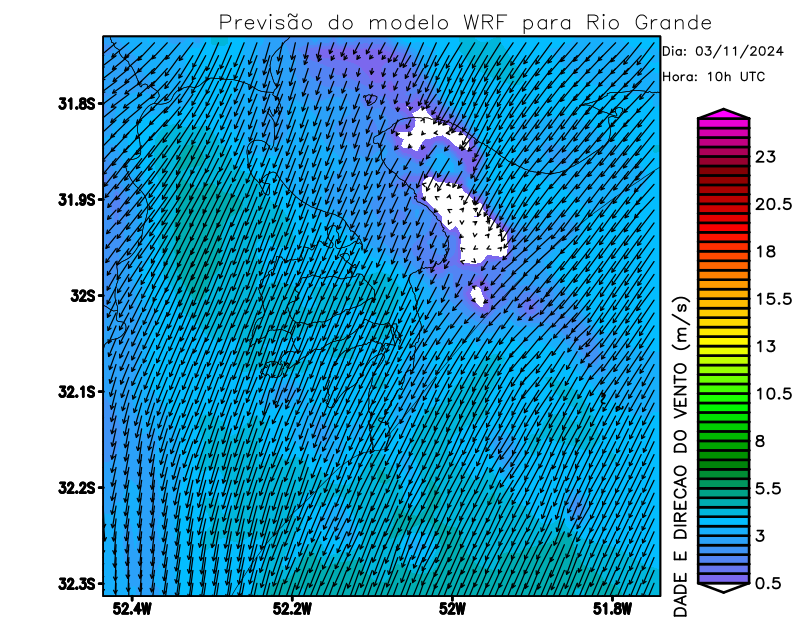 Previsão do modelo WRF para Rio Grande
Dia: 03/11/2024
Hora: 10h UTC
31.8S
31.9S
32S
32.1S
32.2S
32.3S
52.4W
52.2W
52W
51.8W
23
20.5
18
15.5
13
10.5
8
5.5
3
0.5
DADE E DIRECAO DO VENTO (m/s)